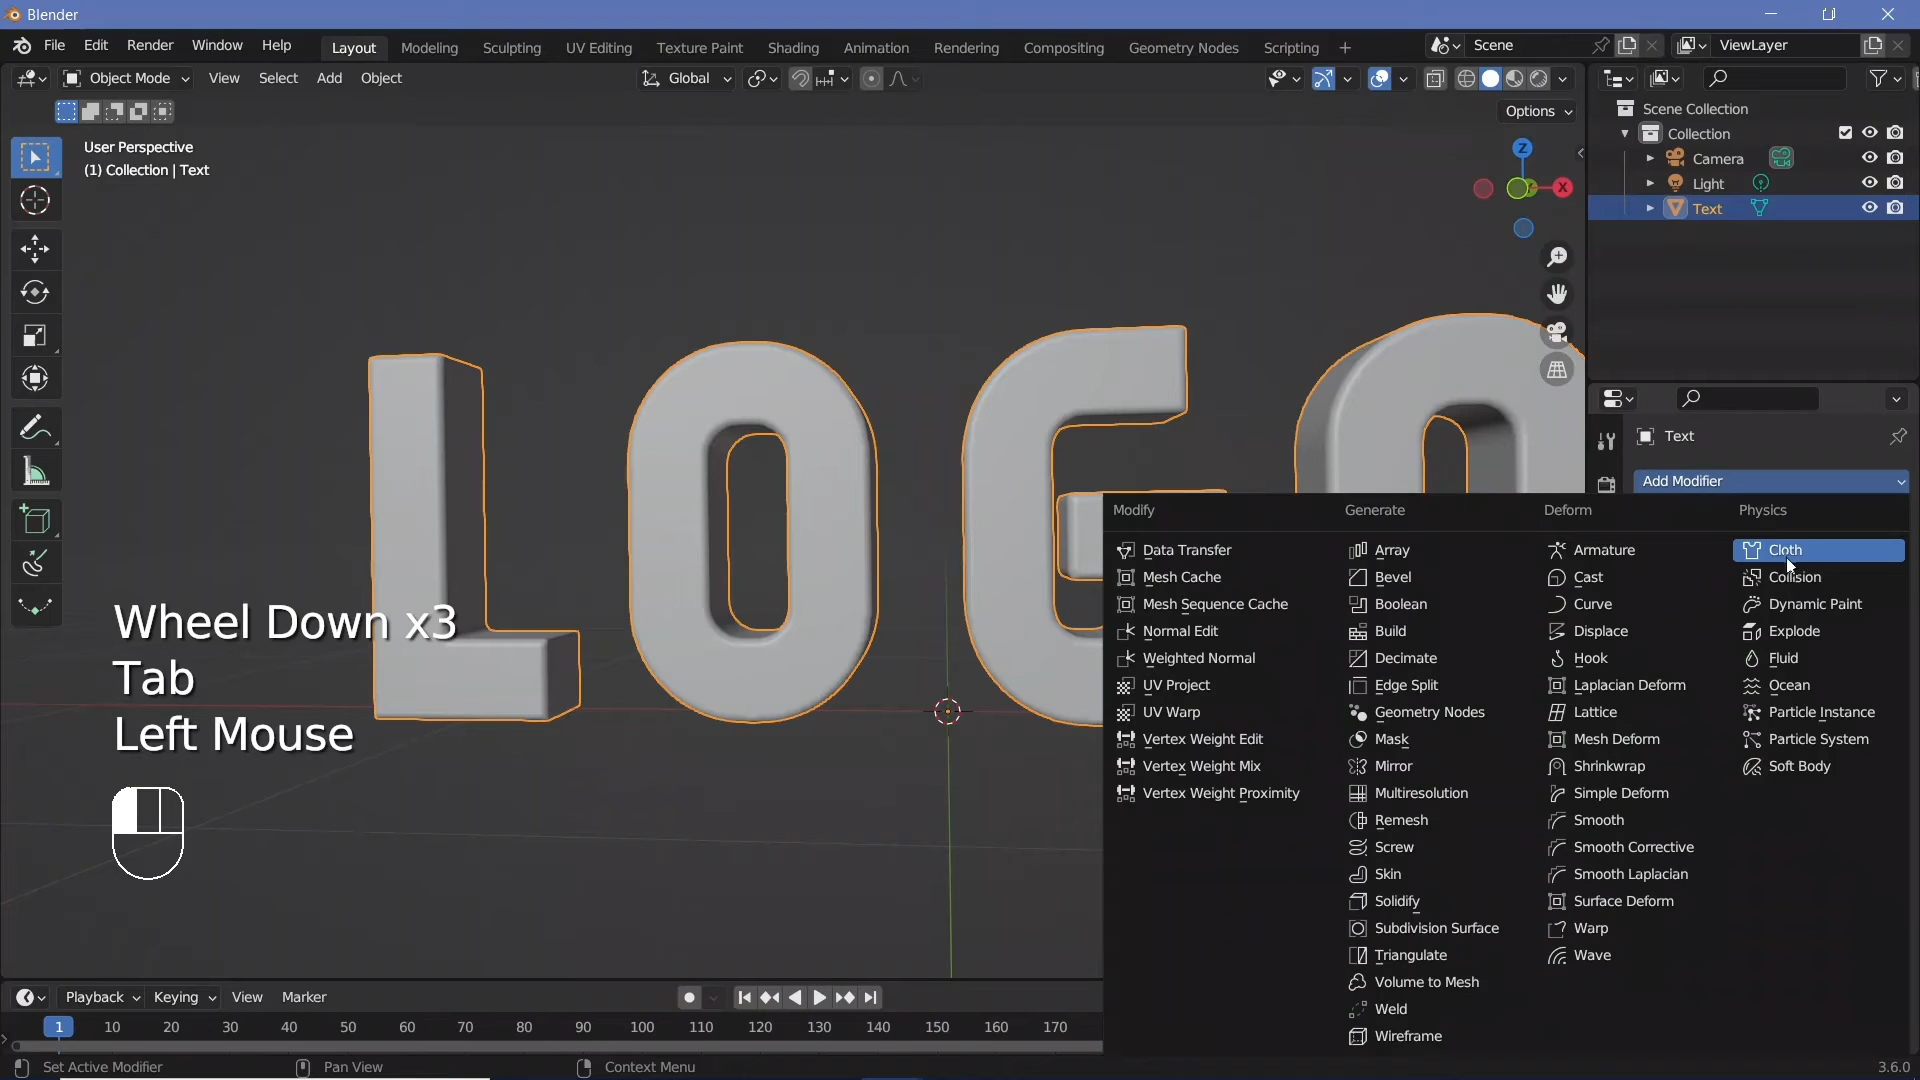 Blender
File Edit Render Window Help
Layout Modeling Sculpting UV Editing Texture Paint Shading Animation Rendering Compositing Geometry Nodes Scripting +
Scene
ViewLayer
Object Mode View Select Add Object
Global
Options
User Perspective
(1) Collection | Text
Z
X
Scene Collection
Collection
Camera
Light
Text
Text
Add Modifier
LOGO
Modify
Data Transfer
Mesh Cache
Mesh Sequence Cache
Normal Edit
Weighted Normal
UV Project
UV Warp
Vertex Weight Edit
Vertex Weight Mix
Vertex Weight Proximity
Generate
Array
Bevel
Boolean
Build
Decimate
Edge Split
Geometry Nodes
Mask
Mirror
Multiresolution
Remesh
Screw
Skin
Solidify
Subdivision Surface
Triangulate
Volume to Mesh
Weld
Wireframe
Deform
Armature
Cast
Curve
Displace
Hook
Laplacian Deform
Lattice
Mesh Deform
Shrinkwrap
Simple Deform
Smooth
Smooth Corrective
Smooth Laplacian
Surface Deform
Warp
Wave
Physics
Cloth
Collision
Dynamic Paint
Explode
Fluid
Ocean
Particle Instance
Particle System
Soft Body
Wheel Down x3
Tab
Left Mouse
Playback Keying View Marker
1 10 20 30 40 50 60 70 80 90 100 110 120 130 140 150 160 170
Set Active Modifier Pan View Context Menu
3.6.0